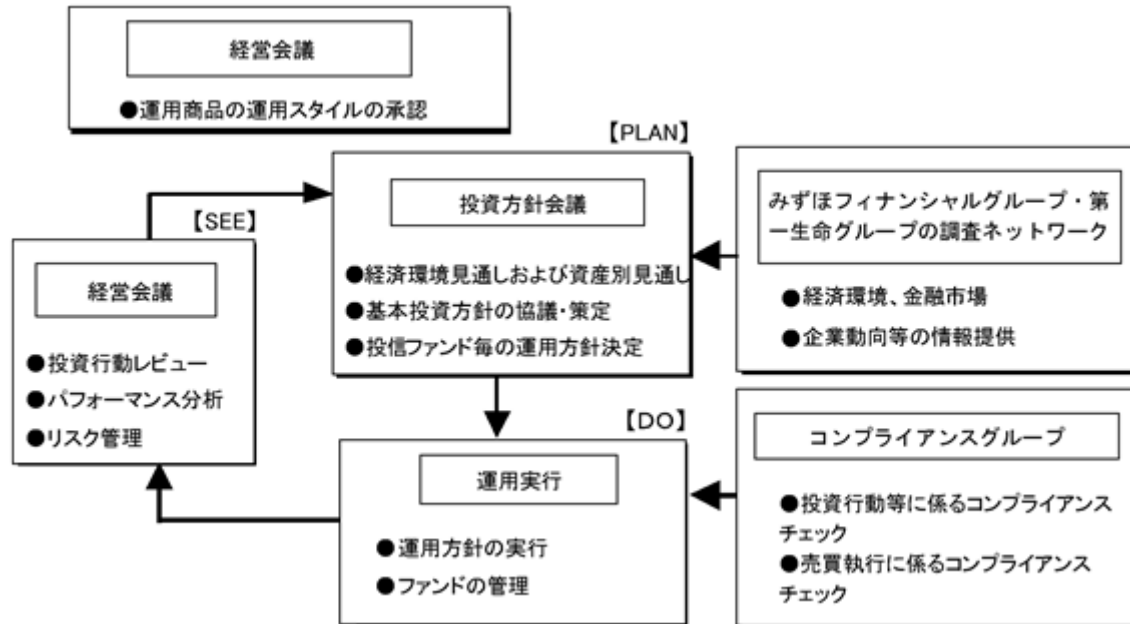 経営会議
●運用商品の運用スタイルの承認
【PLAN】
投資方針会議
●経済環境見通しおよび資産別見通し
●基本投資方針の協議・策定
●投信ファンド毎の運用方針決定
みずほフィナンシャルグループ・第
一生命グループの調査ネットワーク
●経済環境、金融市場
●企業動向等の情報提供
【SEE】
経営会議
●投資行動レビュー
●パフォーマンス分析
●リスク管理
【DO】
運用実行
●運用方針の実行
●ファンドの管理
コンプライアンスグループ
●投資行動等に係るコンプライアンス
チェック
●売買執行に係るコンプライアンス
チェック